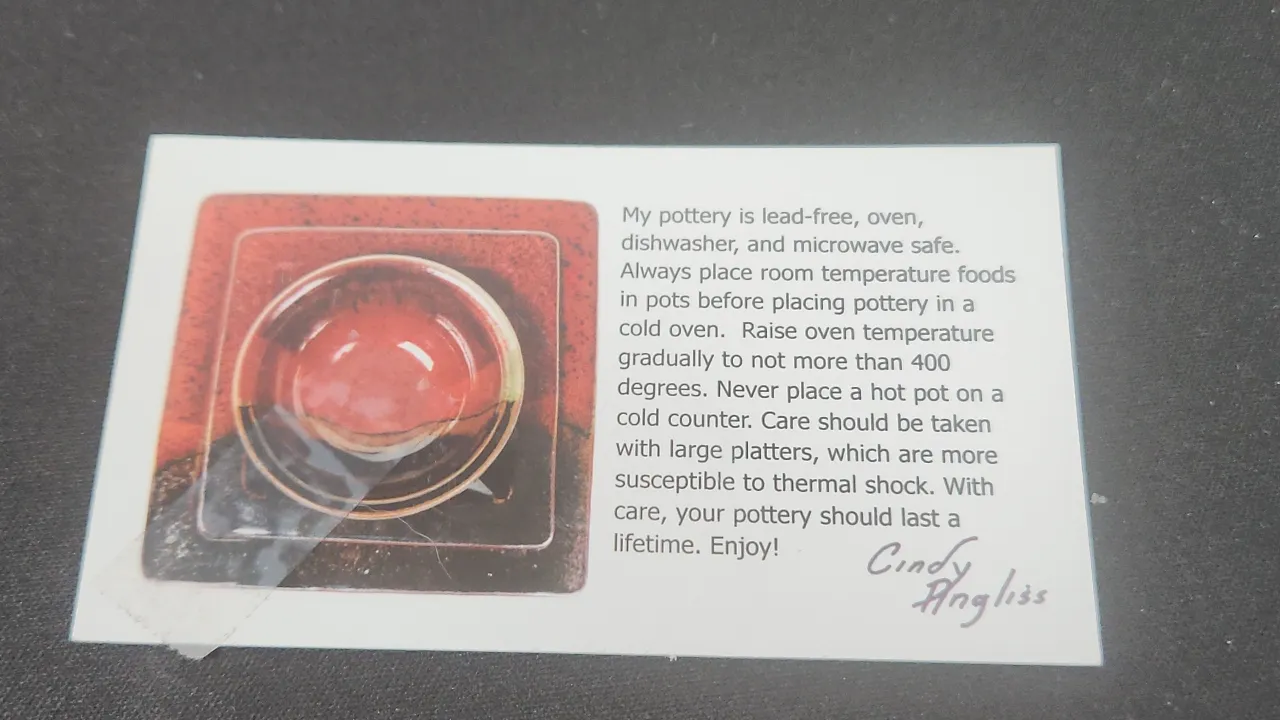 My pottery is lead-free, oven,
dishwasher, and microwave safe.
Always place room temperature foods
in pots before placing pottery in a
cold oven.  Raise oven temperature
gradually to not more than 400
degrees. Never place a hot pot on a
cold counter. Care should be taken
with large platters, which are more
susceptible to thermal shock. With
care, your pottery should last a
lifetime. Enjoy!
Cindy
Angliss